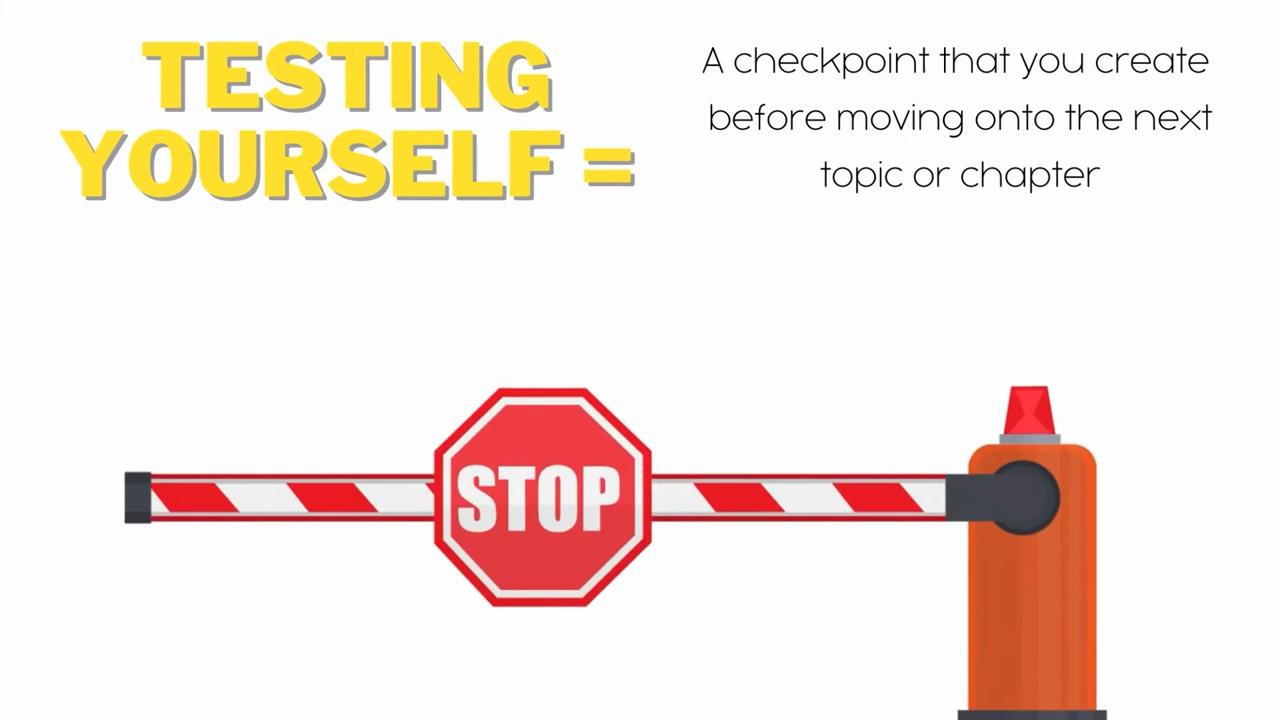 TESTING
YOURSELF =
A checkpoint that you create
before moving onto the next
topic or chapter
STOP